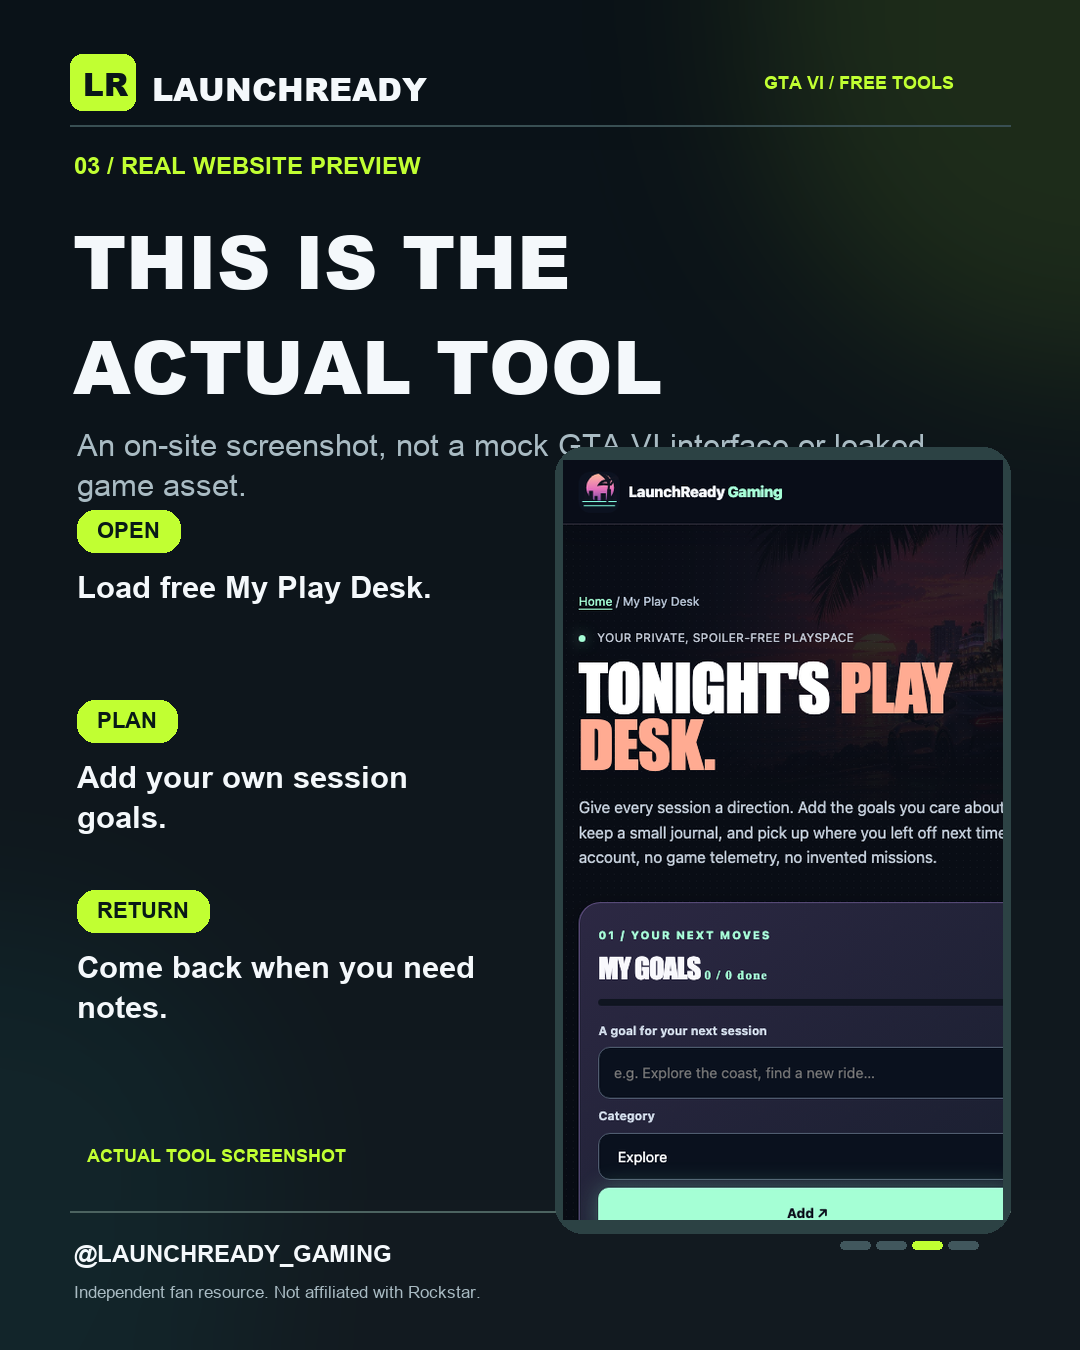 LR LAUNCHREADY
GTA VI / FREE TOOLS
03 / REAL WEBSITE PREVIEW
THIS IS THE
ACTUAL TOOL
An on-site screenshot, not a mock GTA VI interface or leaked
game asset.
OPEN
Load free My Play Desk.
PLAN
Add your own session
goals.
RETURN
Come back when you need
notes.
ACTUAL TOOL SCREENSHOT
LaunchReady Gaming
Home / My Play Desk
YOUR PRIVATE, SPOILER-FREE PLAYSPACE
TONIGHT'S PLAY
DESK.
Give every session a direction. Add the goals you care about
keep a small journal, and pick up where you left off next time
account, no game telemetry, no invented missions.
01 / YOUR NEXT MOVES
MY GOALS 0 / 0 done
A goal for your next session
e.g. Explore the coast, find a new ride...
Category
Explore
Add ↗
@LAUNCHREADY_GAMING
Independent fan resource. Not affiliated with Rockstar.